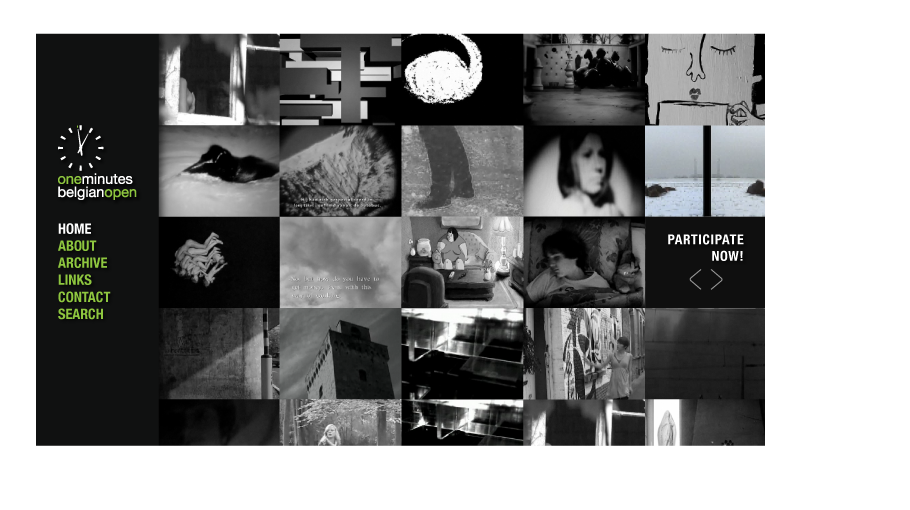 oneminutes
belgianopen
HOME
ABOUT
ARCHIVE
LINKS
CONTACT
SEARCH
PARTICIPATE
NOW!